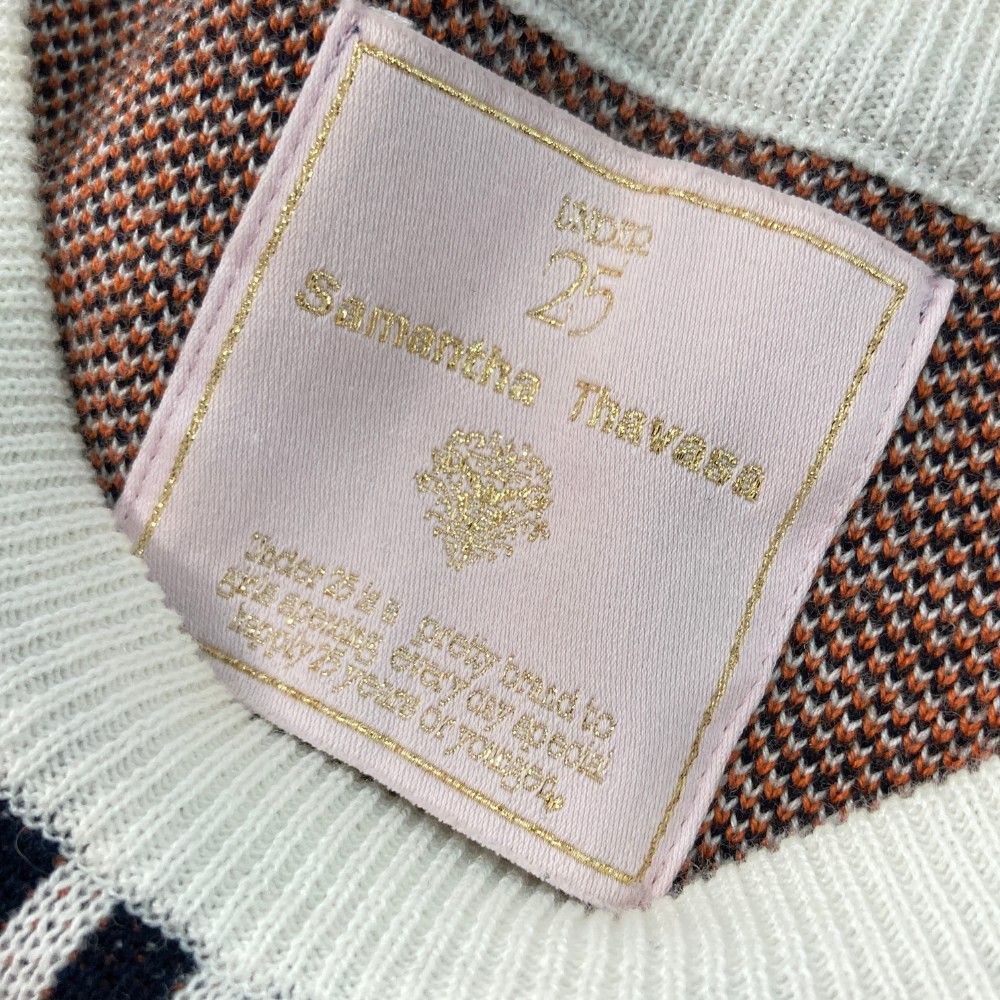 UNDER
25
Samantha Thavasa
Under 25 is a pretty brand to
girls spending every day special
happy 25 years or younger.